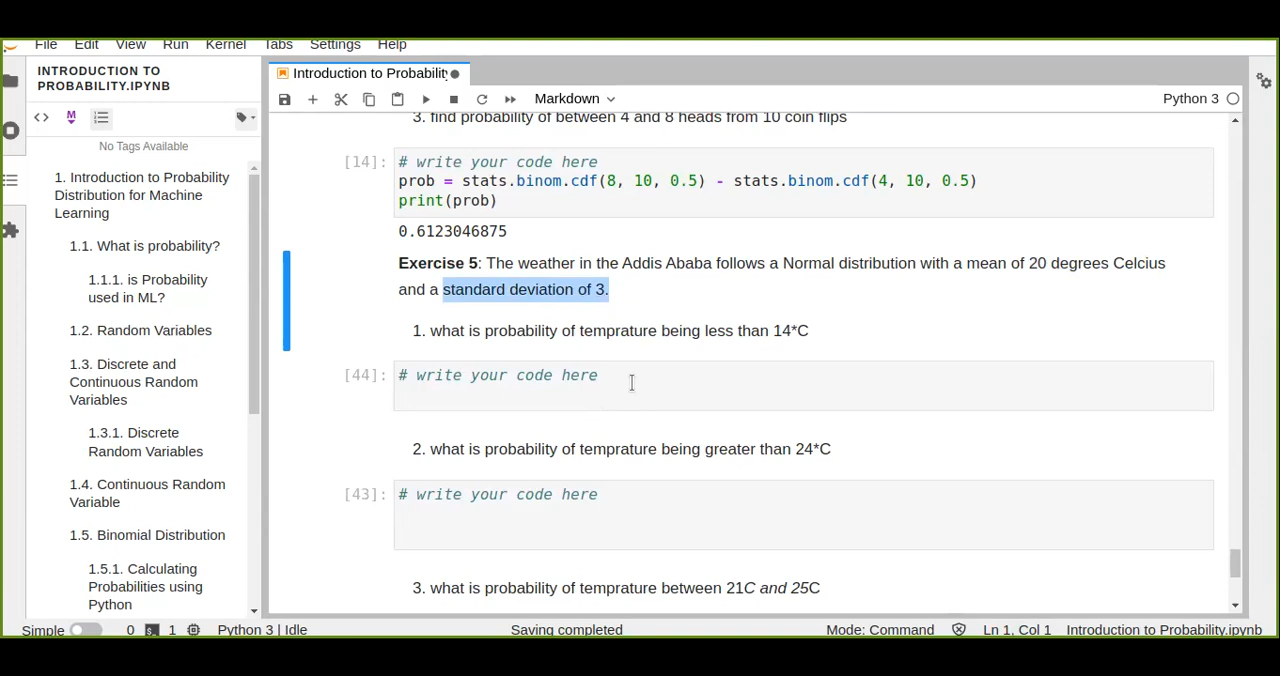 File Edit View Run Kernel Tabs Settings Help
INTRODUCTION TO
PROBABILITY.IPYNB
Introduction to Probability
Markdown
Python 3
No Tags Available
1. Introduction to Probability
Distribution for Machine
Learning
1.1. What is probability?
1.1.1. is Probability
used in ML?
1.2. Random Variables
1.3. Discrete and
Continuous Random
Variables
1.3.1. Discrete
Random Variables
1.4. Continuous Random
Variable
1.5. Binomial Distribution
1.5.1. Calculating
Probabilities using
Python
3. find probability of between 4 and 8 heads from 10 coin flips
[14]: # write your code here
prob = stats.binom.cdf(8, 10, 0.5) - stats.binom.cdf(4, 10, 0.5)
print(prob)
0.6123046875
Exercise 5: The weather in the Addis Ababa follows a Normal distribution with a mean of 20 degrees Celcius
and a standard deviation of 3.
1. what is probability of temprature being less than 14*C
[44]: # write your code here
2. what is probability of temprature being greater than 24*C
[43]: # write your code here
3. what is probability of temprature between 21C and 25C
Simple 0 1 Python 3 | Idle Saving completed Mode: Command Ln 1, Col 1 Introduction to Probability.ipynb